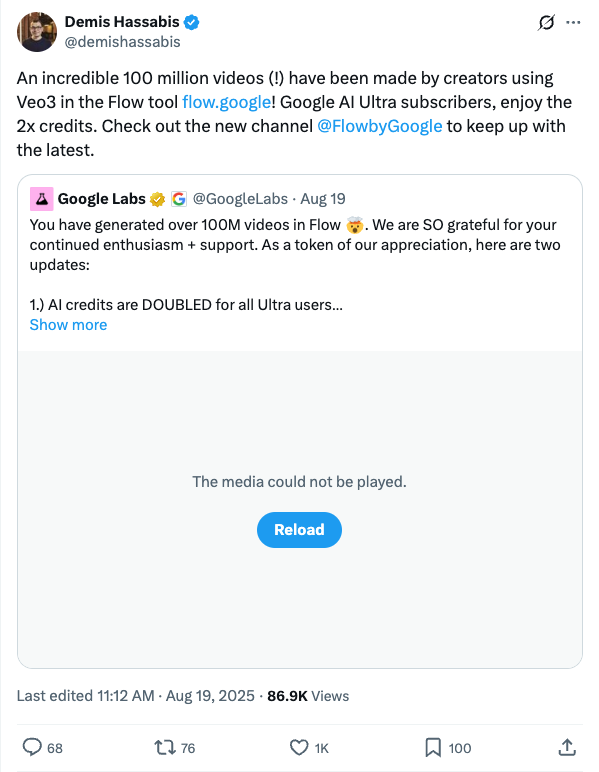 Demis Hassabis
@demishassabis
An incredible 100 million videos (!) have been made by creators using
Veo3 in the Flow tool flow.google! Google AI Ultra subscribers, enjoy the
2x credits. Check out the new channel @FlowbyGoogle to keep up with
the latest.
Google Labs G @GoogleLabs · Aug 19
You have generated over 100M videos in Flow 🤯. We are SO grateful for your
continued enthusiasm + support. As a token of our appreciation, here are two
updates:
1.) AI credits are DOUBLED for all Ultra users...
Show more
The media could not be played.
Reload
Last edited 11:12 AM · Aug 19, 2025 · 86.9K Views
68 76 1K 100